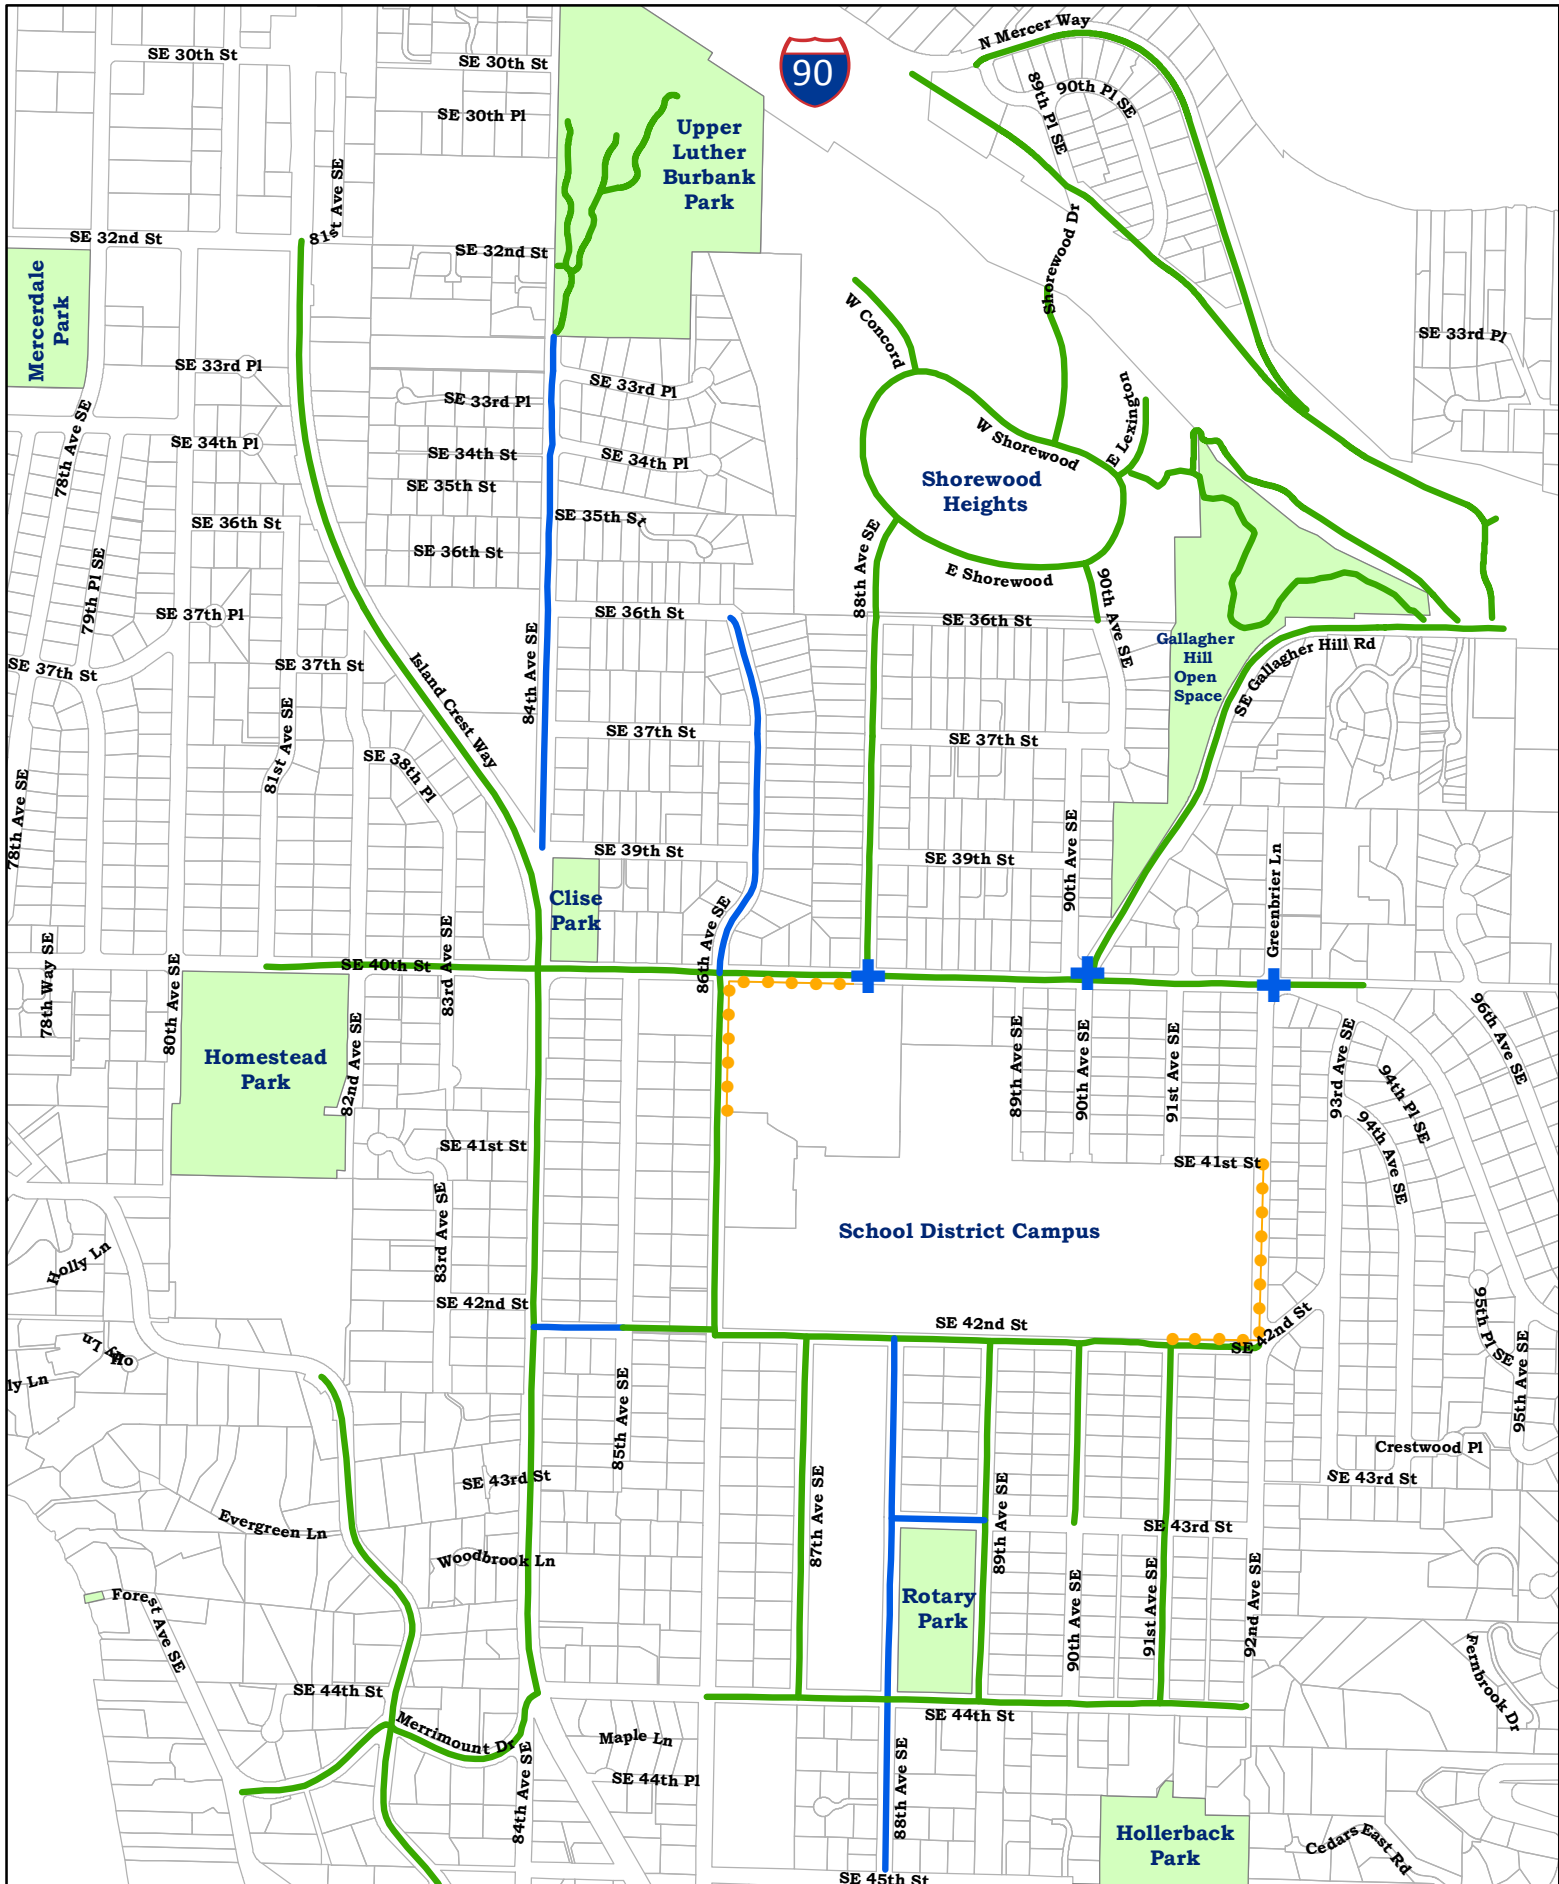 N Mercer Way
SE 30th St
SE 30th St
90
89th Pl SE
90th Pl SE
SE 30th Pl
Upper
Luther
Burbank
Park
81st Ave SE
81st
SE 32nd St
SE 32nd St
Shorewood Dr
Mercerdale
Park
W Concord
SE 33rd Pl
SE 33rd Pl
SE 33rd Pl
SE 33rd Pl
E Lexington
78th Ave SE
SE 34th Pl
SE 34th St
SE 34th Pl
W Shorewood
Shorewood
Heights
SE 35th St
SE 35th St
SE 36th St
SE 36th St
88th Ave SE
E Shorewood
79th Pl SE
SE 37th Pl
SE 36th St
SE 36th St
90th Ave SE
Gallagher
Hill
Open
Space
SE Gallagher Hill Rd
SE 37th St
SE 37th St
Island Crest Way
84th Ave SE
81st Ave SE
SE 37th St
SE 37th St
SE 38th Pl
78th Ave SE
SE 39th St
SE 39th St
90th Ave SE
Greenbrier Ln
Clise
Park
86th Ave SE
78th Way SE
80th Ave SE
SE 40th St
83rd Ave SE
Homestead
Park
82nd Ave SE
89th Ave SE
90th Ave SE
91st Ave SE
93rd Ave SE
94th Pl SE
96th Ave SE
94th Ave SE
SE 41st St
SE 41st St
83rd Ave SE
School District Campus
Holly Ln
SE 42nd St
SE 42nd St
SE 42nd St
95th Pl SE
95th Ave SE
Holly Ln
ly Ln
85th Ave SE
Crestwood Pl
SE 43rd St
SE 43rd St
87th Ave SE
89th Ave SE
Evergreen Ln
SE 43rd St
Woodbrook Ln
Forest Ave SE
Rotary
Park
90th Ave SE
91st Ave SE
92nd Ave SE
Fernbrook Dr
SE 44th St
SE 44th St
Merrimount Dr
Maple Ln
84th Ave SE
SE 44th Pl
88th Ave SE
Hollerback
Park
Cedars East Rd
SE 45th St